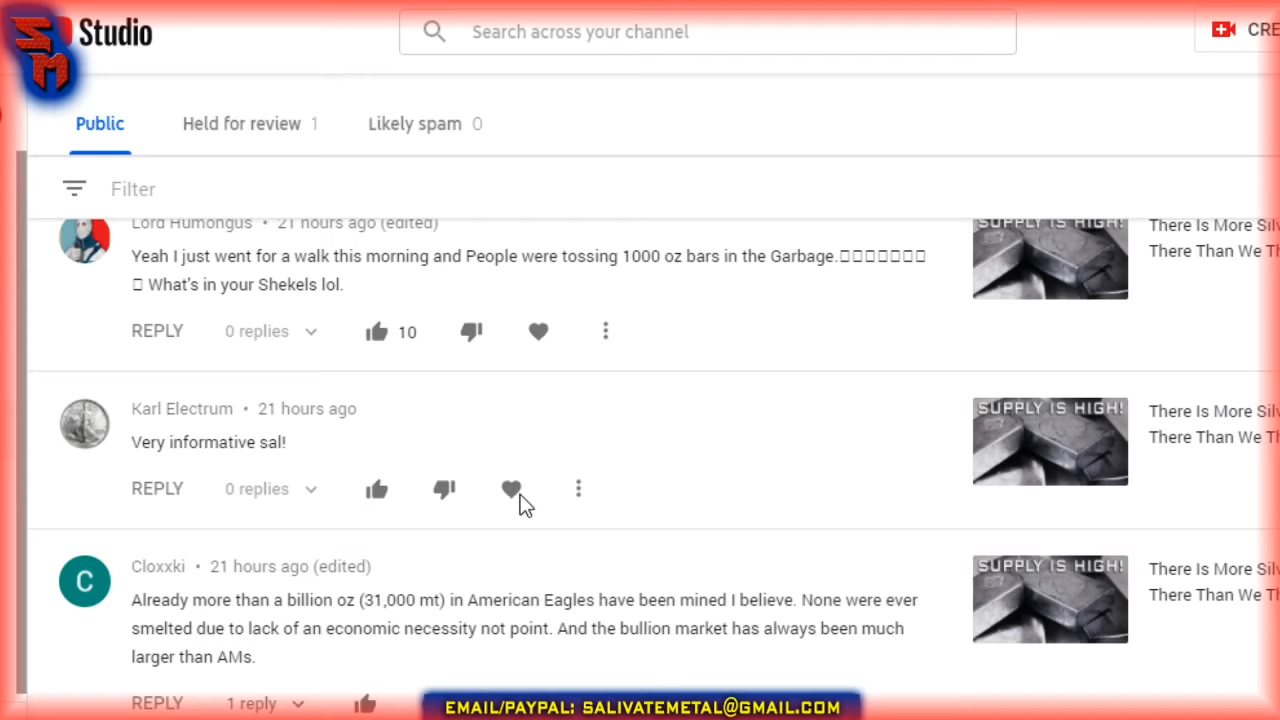 SM
Studio
Search across your channel
CRE
Public
Held for review 1
Likely spam 0
Filter
Lord Humongus • 21 hours ago (edited)
Yeah I just went for a walk this morning and People were tossing 1000 oz bars in the Garbage.▯▯▯▯▯▯▯
▯ What's in your Shekels lol.
REPLY 0 replies 10
SUPPLY IS HIGH!
There Is More Silv
There Than We Th
Karl Electrum • 21 hours ago
Very informative sal!
REPLY 0 replies
SUPPLY IS HIGH!
There Is More Silv
There Than We Th
Cloxxki • 21 hours ago (edited)
C
Already more than a billion oz (31,000 mt) in American Eagles have been mined I believe. None were ever
smelted due to lack of an economic necessity not point. And the bullion market has always been much
larger than AMs.
REPLY 1 reply
SUPPLY IS HIGH!
There Is More Silv
There Than We Th
EMAIL/PAYPAL: SALIVATEMETAL@GMAIL.COM